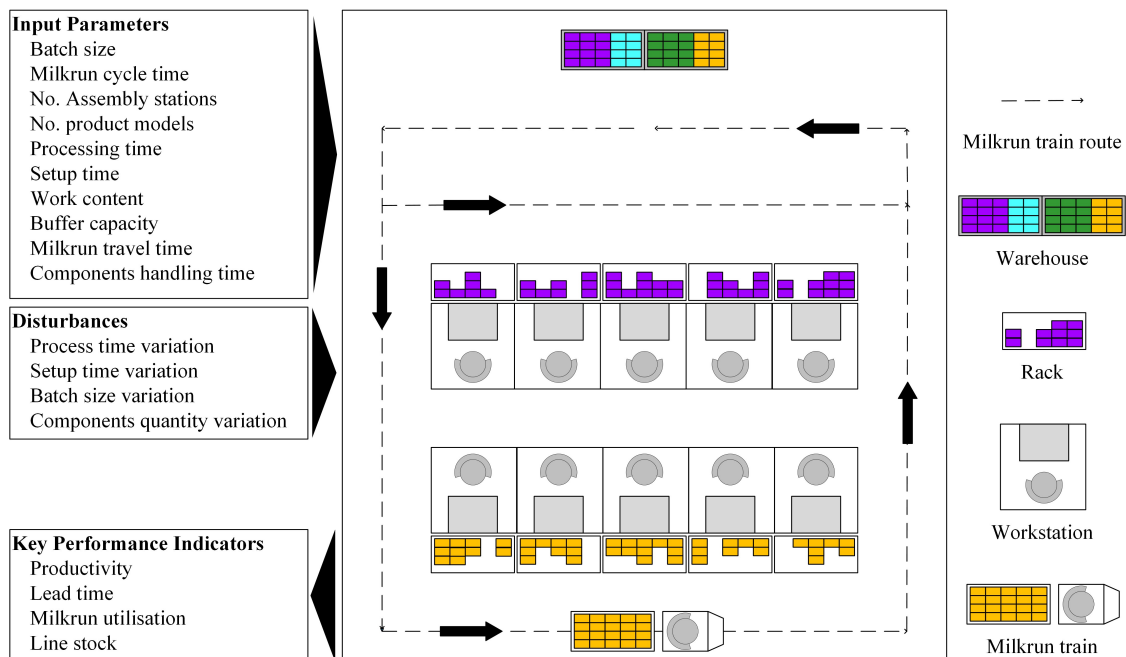 Input Parameters
Batch size
Milkrun cycle time
No. Assembly stations
No. product models
Processing time
Setup time
Work content
Buffer capacity
Milkrun travel time
Components handling time
Disturbances
Process time variation
Setup time variation
Batch size variation
Components quantity variation
Key Performance Indicators
Productivity
Lead time
Milkrun utilisation
Line stock
Milkrun train route
Warehouse
Rack
Workstation
Milkrun train